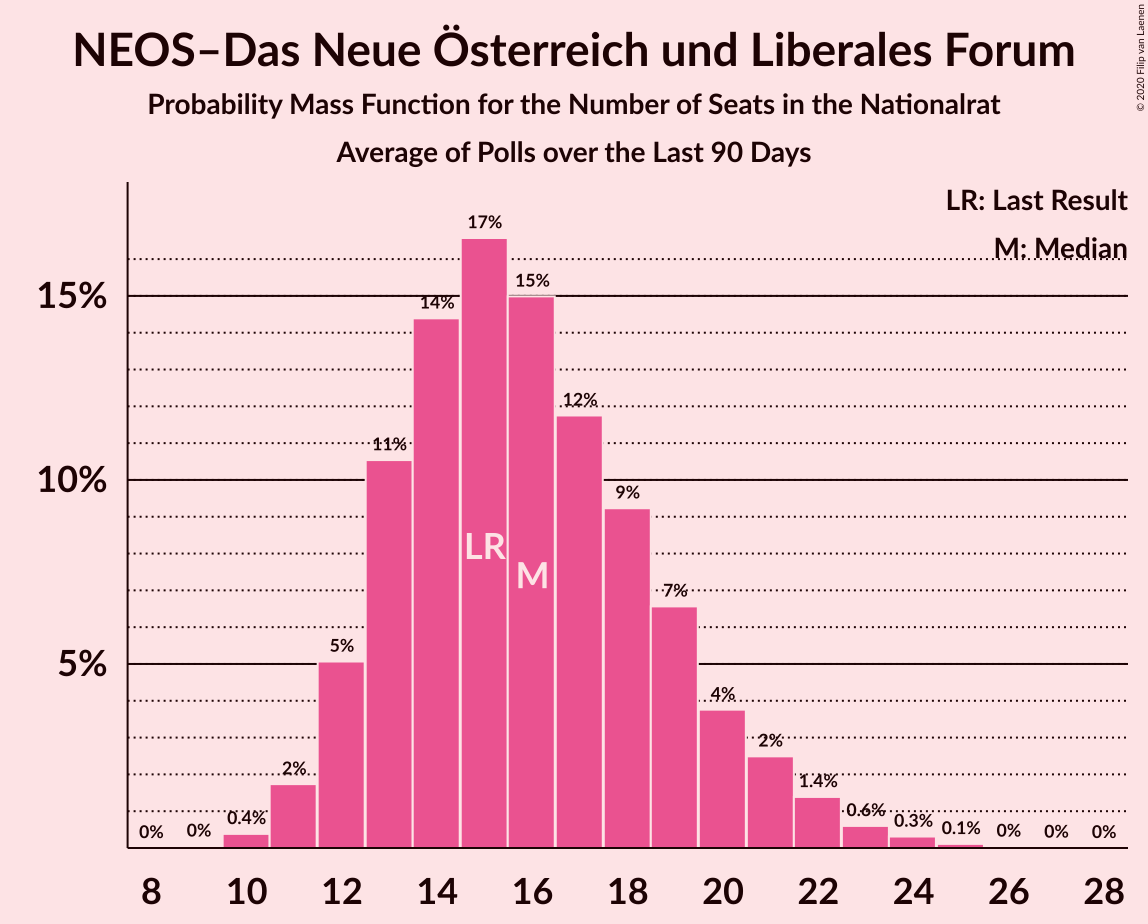 NEOS–Das Neue Österreich und Liberales Forum
Probability Mass Function for the Number of Seats in the Nationalrat
Average of Polls over the Last 90 Days
© 2020 Filip van Laenen
LR: Last Result
M: Median
15%
10%
5%
0%
0%
0.4%
2%
5%
11%
14%
17%
15%
12%
9%
7%
4%
2%
1.4%
0.6%
0.3%
0.1%
0%
0%
0%
LR
M
8 10 12 14 16 18 20 22 24 26 28